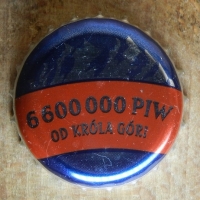 6 600 000 PIW
OD KRÓLA GÓR!